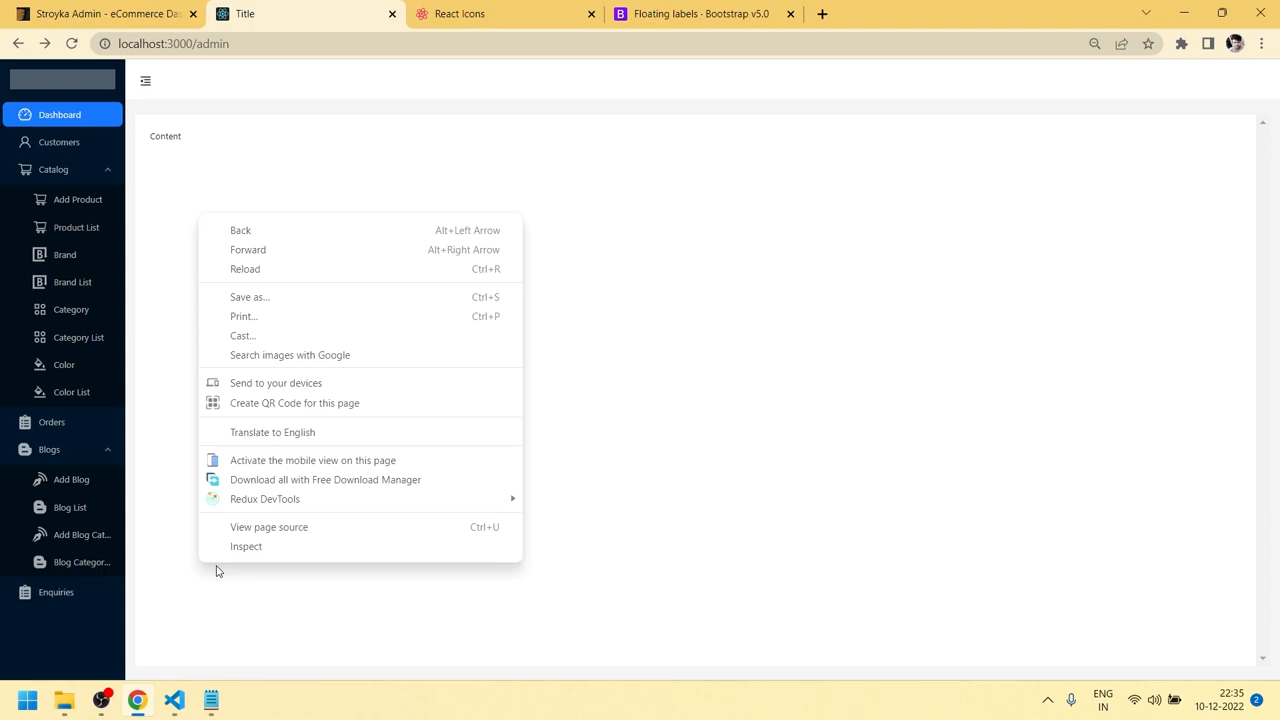 Stroyka Admin - eCommerce Das
Title
React Icons
Floating labels · Bootstrap v5.0
localhost:3000/admin
Dashboard
Customers
Catalog
Add Product
Product List
Brand
Brand List
Category
Category List
Color
Color List
Orders
Blogs
Add Blog
Blog List
Add Blog Cat...
Blog Categor...
Enquiries
Content
Back Alt+Left Arrow
Forward Alt+Right Arrow
Reload Ctrl+R
Save as... Ctrl+S
Print... Ctrl+P
Cast...
Search images with Google
Send to your devices
Create QR Code for this page
Translate to English
Activate the mobile view on this page
Download all with Free Download Manager
Redux DevTools
View page source Ctrl+U
Inspect
ENG
IN
22:35
10-12-2022
2